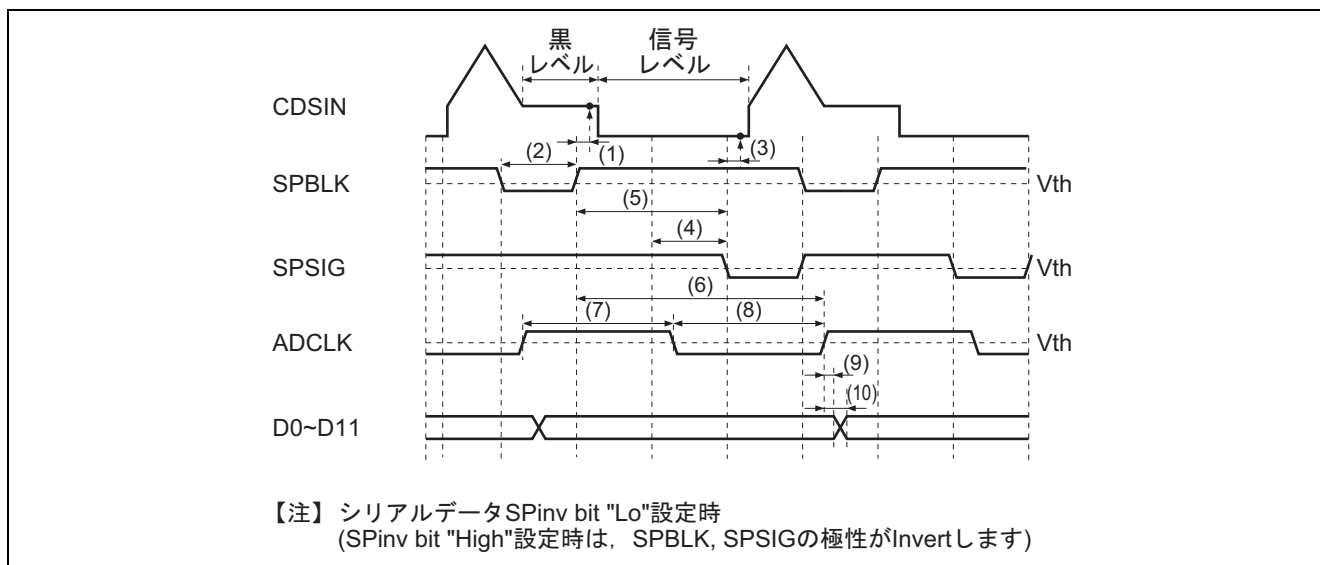 黒
レベル
信号
レベル
CDSIN
(1)
(2)
(3)
SPBLK
Vth
(5)
(4)
SPSIG
Vth
(6)
(7)
(8)
ADCLK
Vth
(9)
(10)
D0~D11
【注】 シリアルデータSPinv bit "Lo"設定時
(SPinv bit "High"設定時は, SPBLK, SPSIGの極性がInvertします)